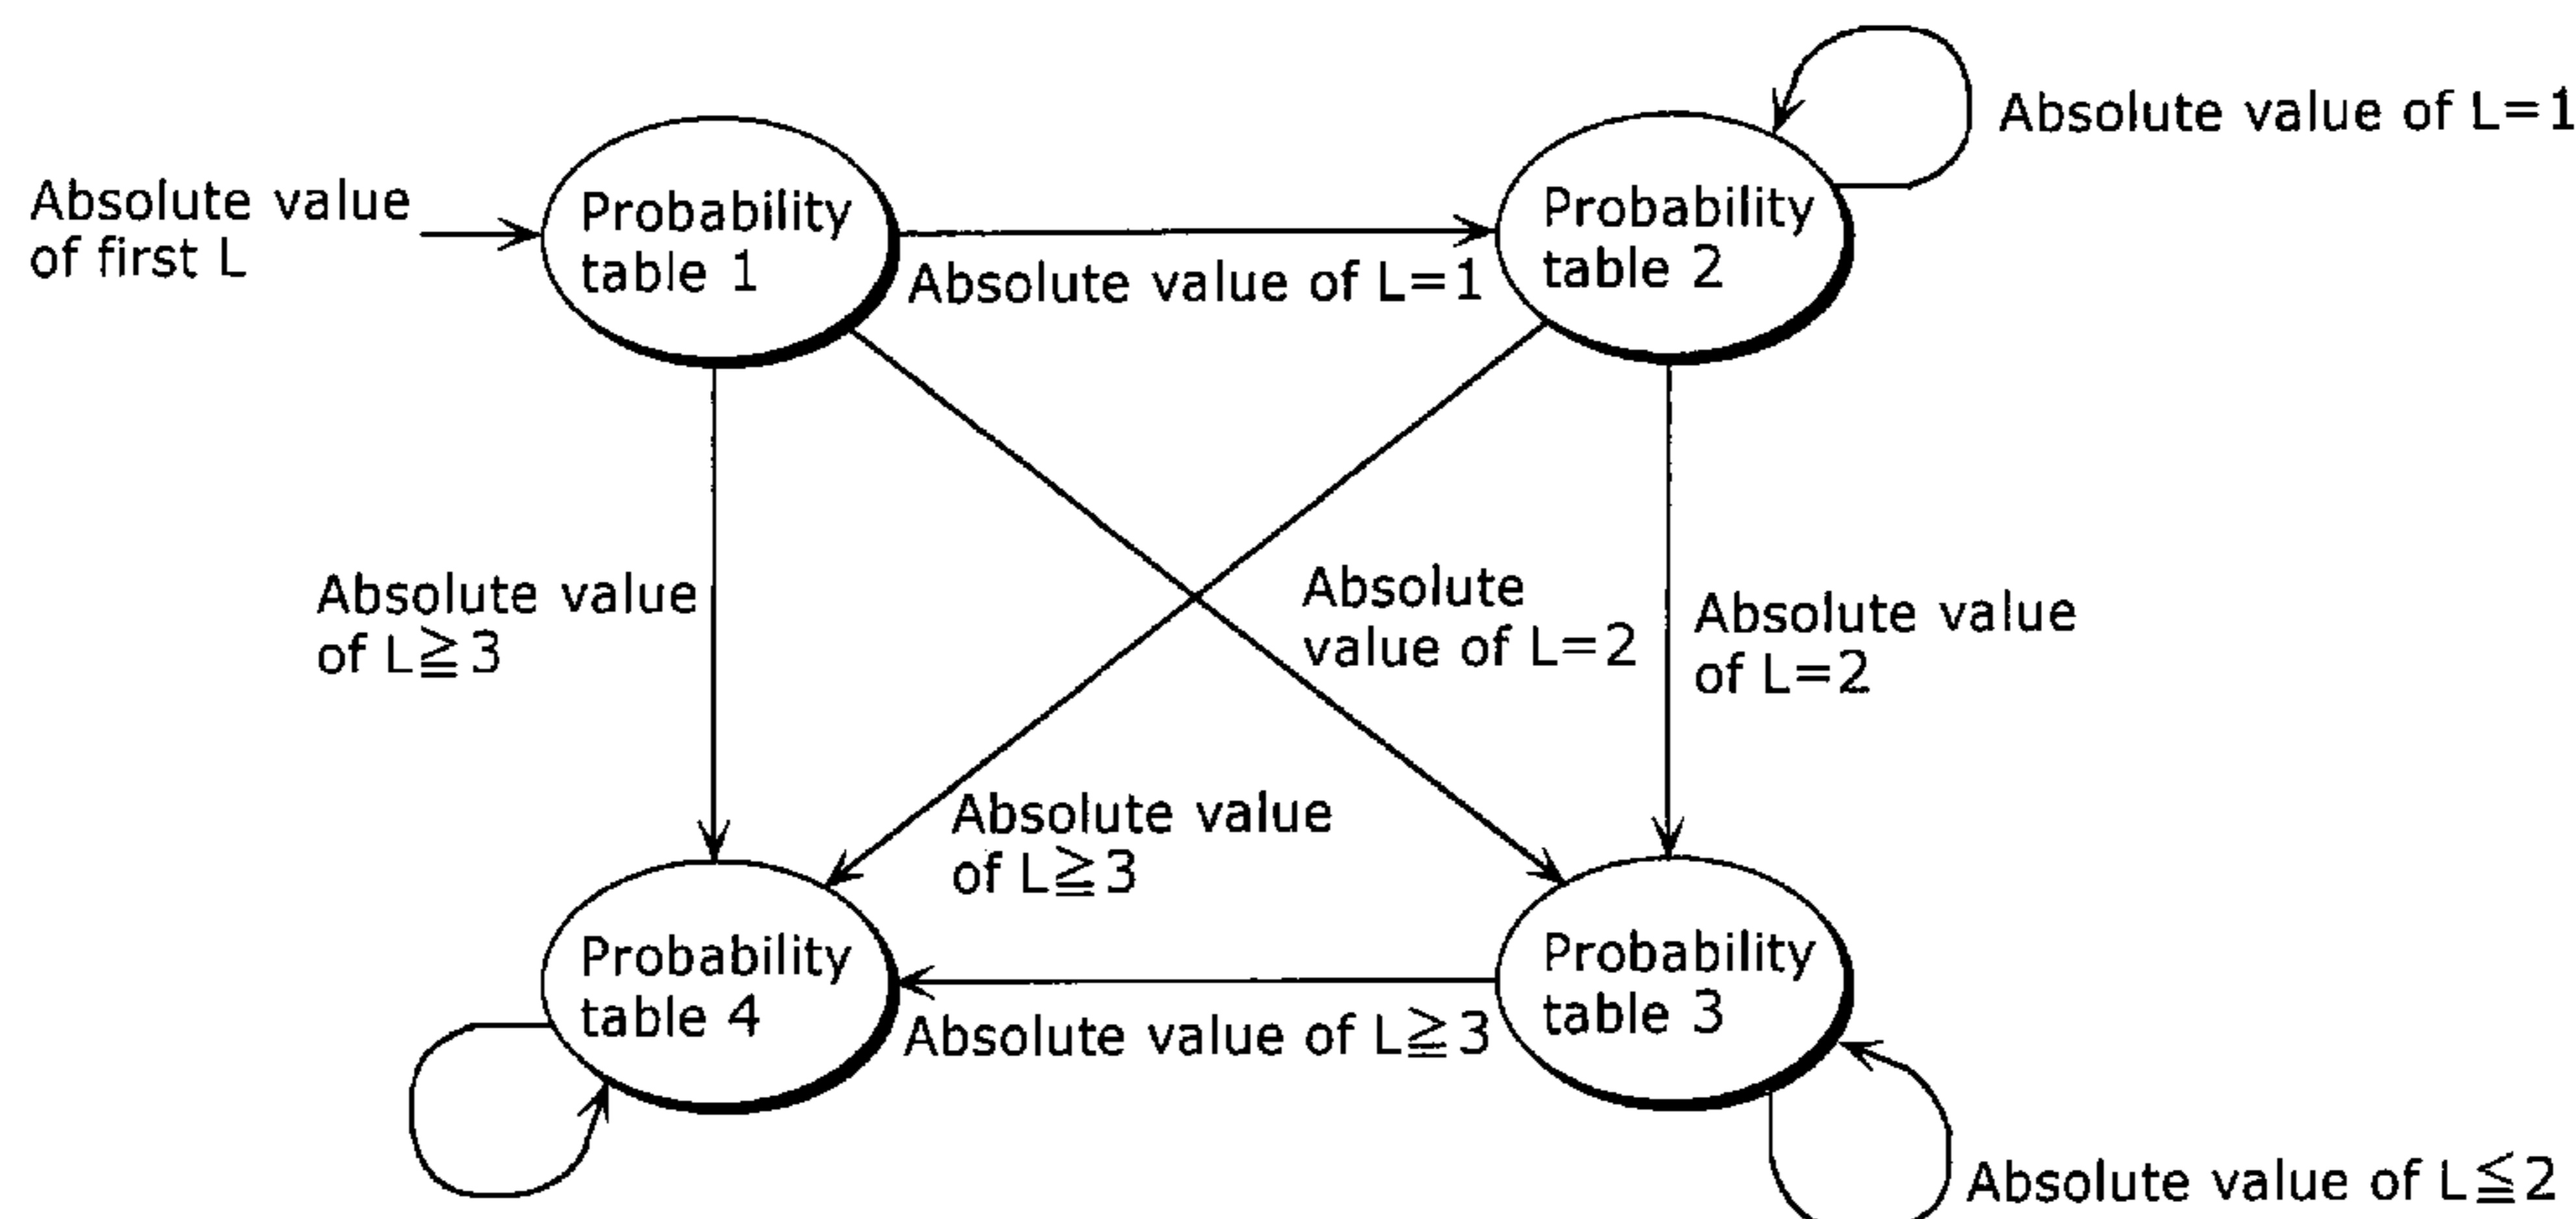 Absolute value of L=1
Absolute value
of first L
Probability
table 1
Probability
table 2
Absolute value of L=1
Absolute value
of L≧3
Absolute
value of L=2
Absolute value
of L=2
Absolute value
of L≧3
Probability
table 4
Probability
table 3
Absolute value of L≧3
Absolute value of L≦2